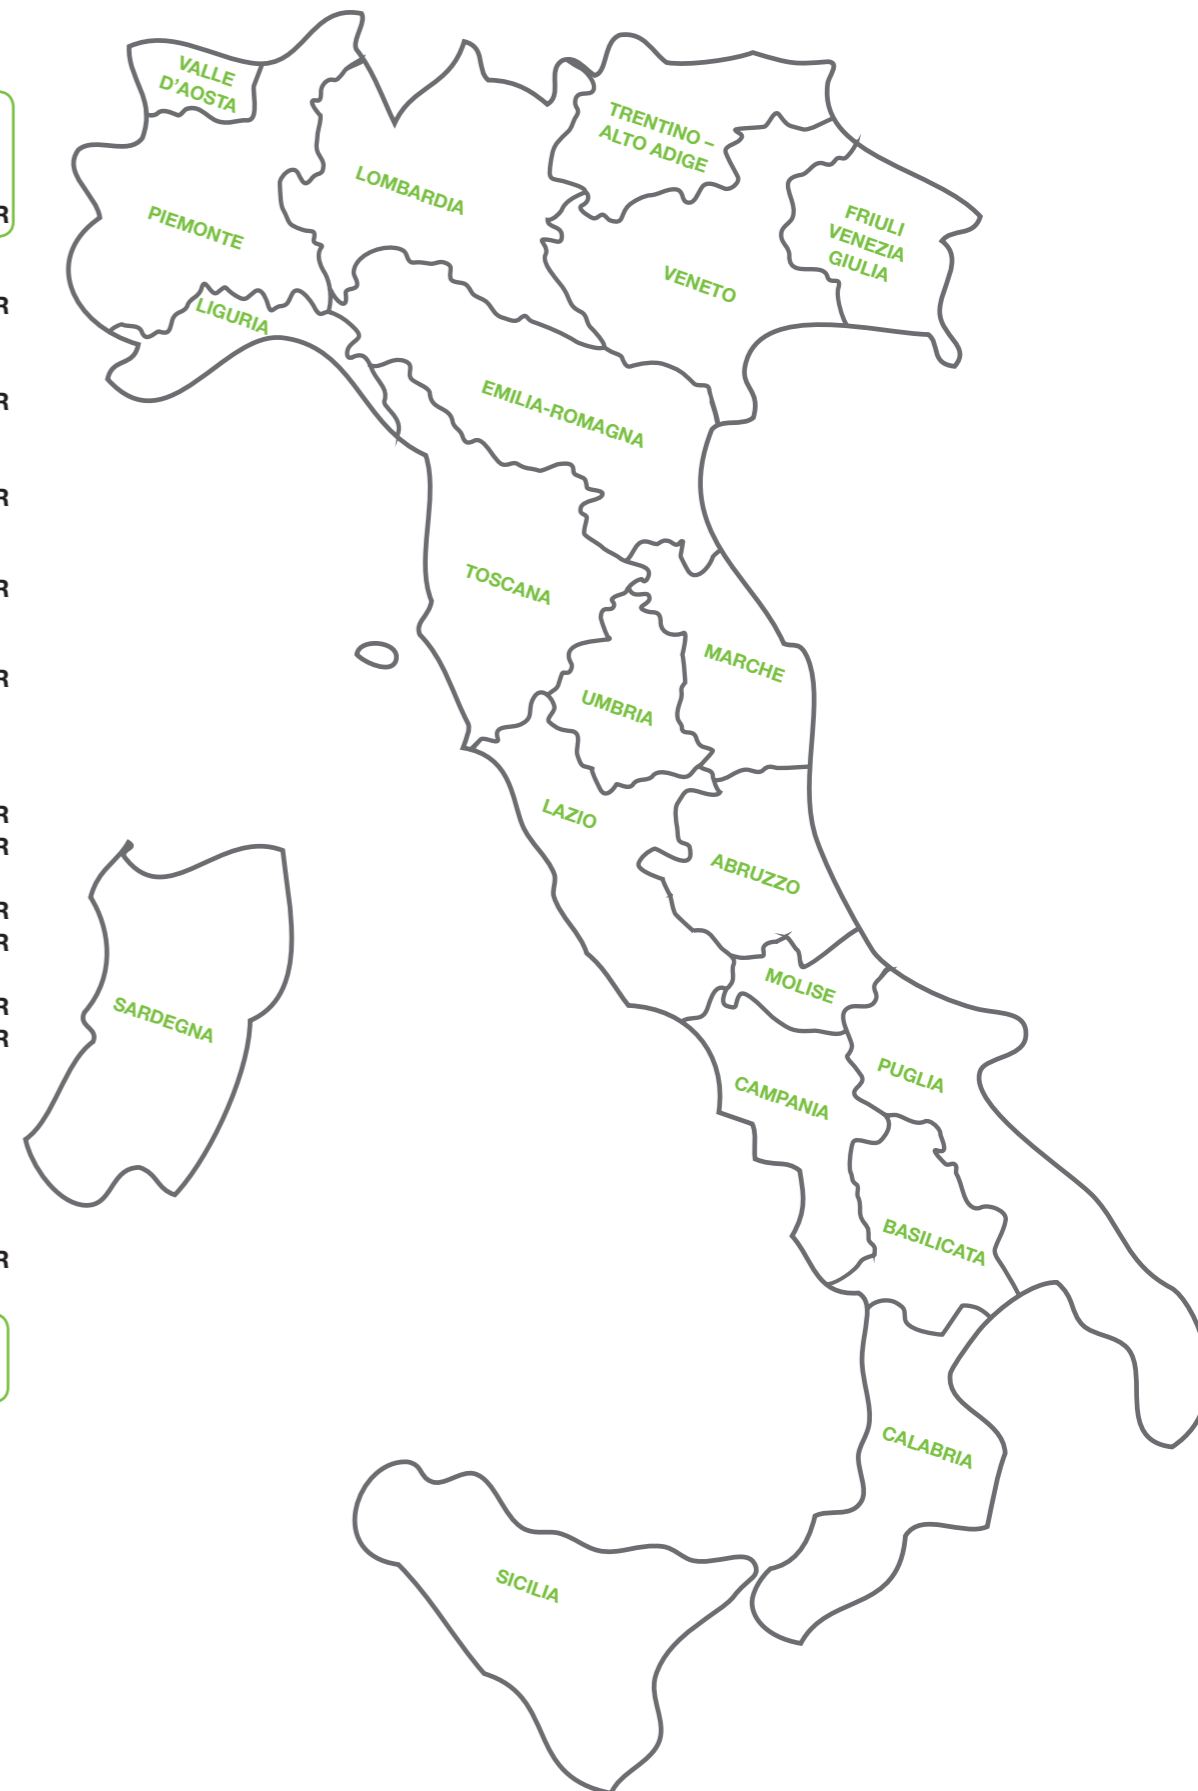 VALLE
D'AOSTA
TRENTINO –
ALTO ADIGE
LOMBARDIA
PIEMONTE
FRIULI
VENEZIA
GIULIA
R
VENETO
LIGURIA
R
EMILIA-ROMAGNA
R
R
TOSCANA
R
MARCHE
R
UMBRIA
LAZIO
R
R
ABRUZZO
R
R
MOLISE
SARDEGNA
R
R
PUGLIA
CAMPANIA
BASILICATA
R
CALABRIA
SICILIA